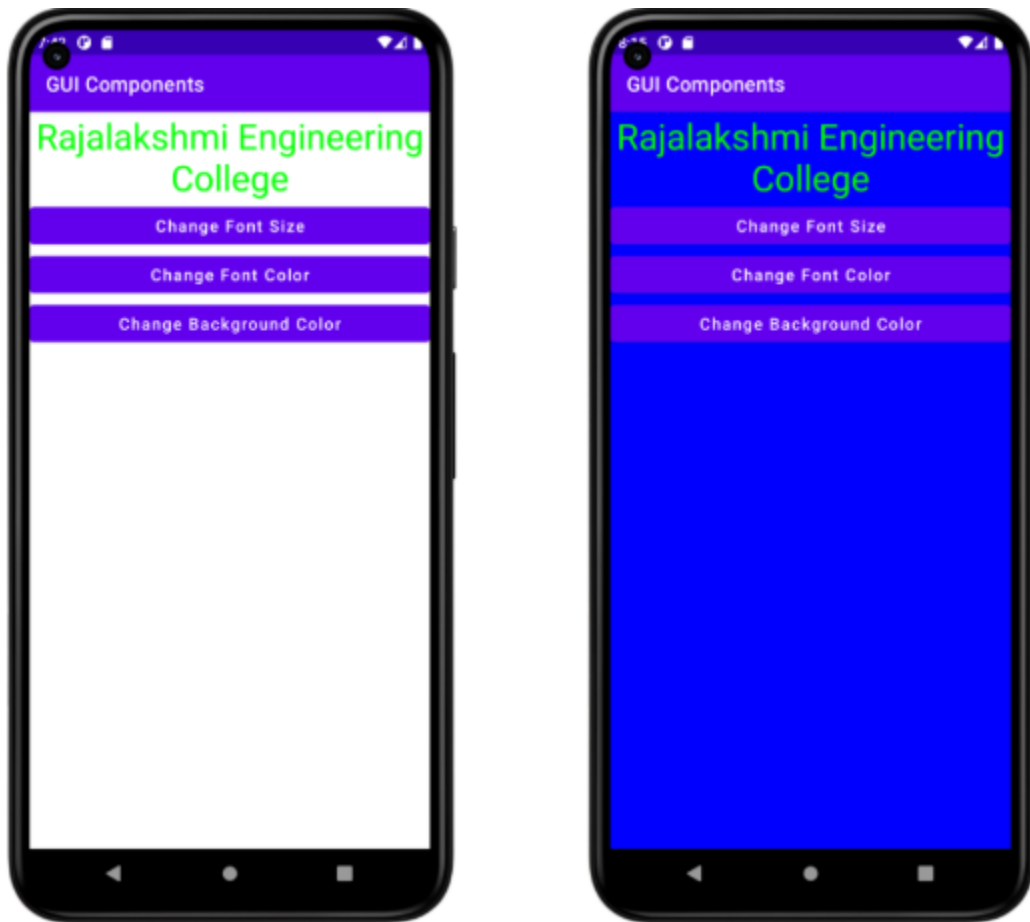 GUI Components
Rajalakshmi Engineering
College
Change Font Size
Change Font Color
Change Background Color
GUI Components
Rajalakshmi Engineering
College
Change Font Size
Change Font Color
Change Background Color